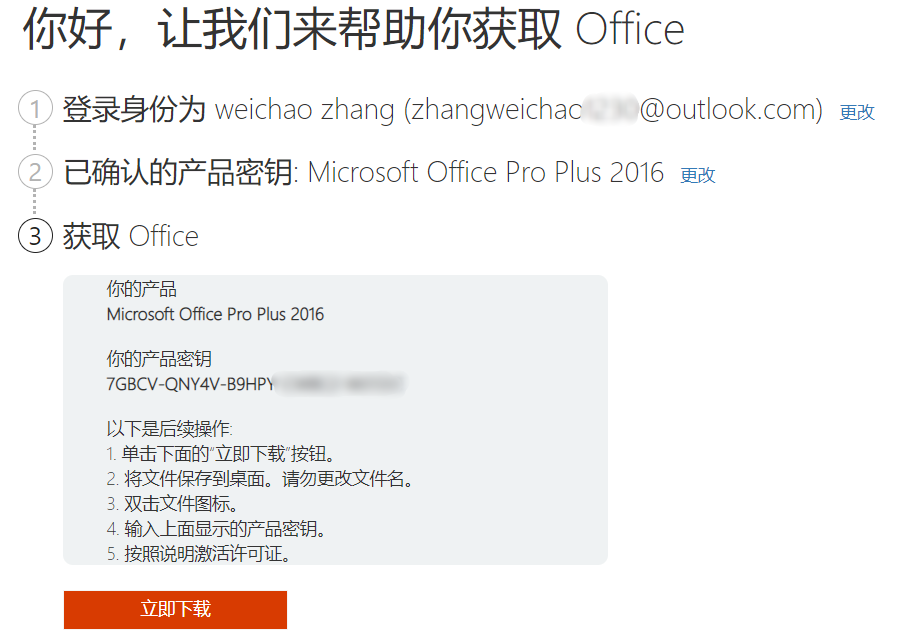 你好，让我们来帮助你获取 Office
1 登录身份为 weichao zhang (zhangweichao @outlook.com) 更改
2 已确认的产品密钥: Microsoft Office Pro Plus 2016 更改
3 获取 Office
你的产品
Microsoft Office Pro Plus 2016
你的产品密钥
7GBCV-QNY4V-B9HPY
以下是后续操作:
1. 单击下面的“立即下载”按钮。
2. 将文件保存到桌面。请勿更改文件名。
3. 双击文件图标。
4. 输入上面显示的产品密钥。
5. 按照说明激活许可证。
立即下载